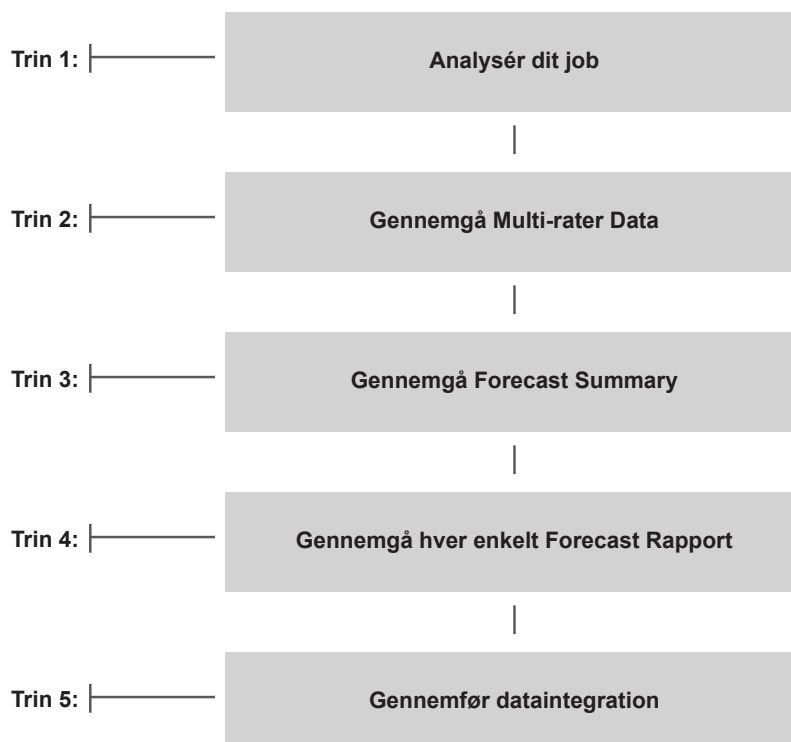 Trin 1:
Analysér dit job
Trin 2:
Gennemgå Multi-rater Data
Trin 3:
Gennemgå Forecast Summary
Trin 4:
Gennemgå hver enkelt Forecast Rapport
Trin 5:
Gennemfør dataintegration